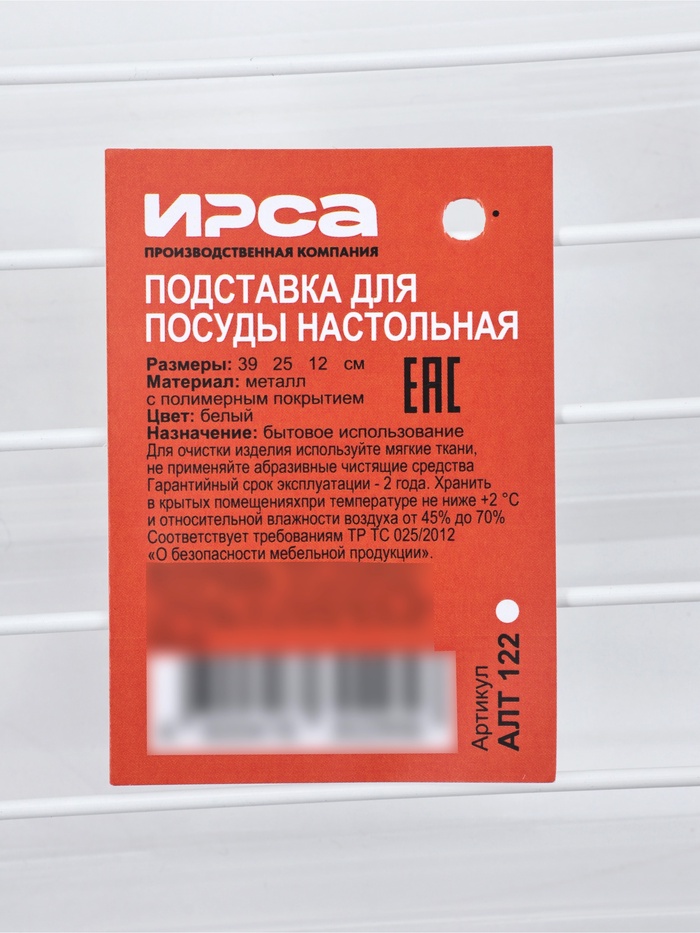 ИРСА
ПРОИЗВОДСТВЕННАЯ КОМПАНИЯ
ПОДСТАВКА ДЛЯ
ПОСУДЫ НАСТОЛЬНАЯ
Размеры: 39 25 12 см
Материал: металл
с полимерным покрытием
Цвет: белый
ЕАС
Назначение: бытовое использование
Для очистки изделия используйте мягкие ткани,
не применяйте абразивные чистящие средства
Гарантийный срок эксплуатации - 2 года. Хранить
в крытых помещенияхпри температуре не ниже +2 °С
и относительной влажности воздуха от 45% до 70%
Соответствует требованиям ТР ТС 025/2012
«О безопасности мебельной продукции».
Артикул
АЛТ 122